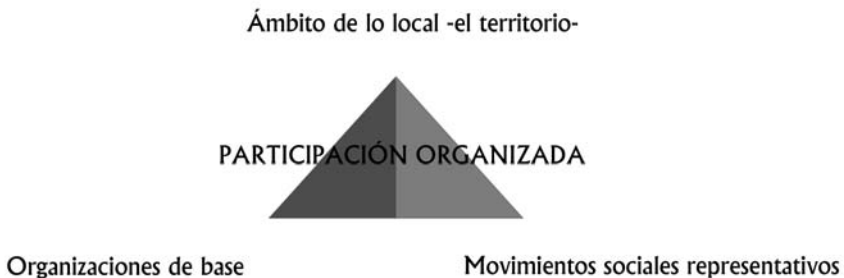 Ámbito de lo local -el territorio-
PARTICIPACIÓN ORGANIZADA
Organizaciones de base
Movimientos sociales representativos